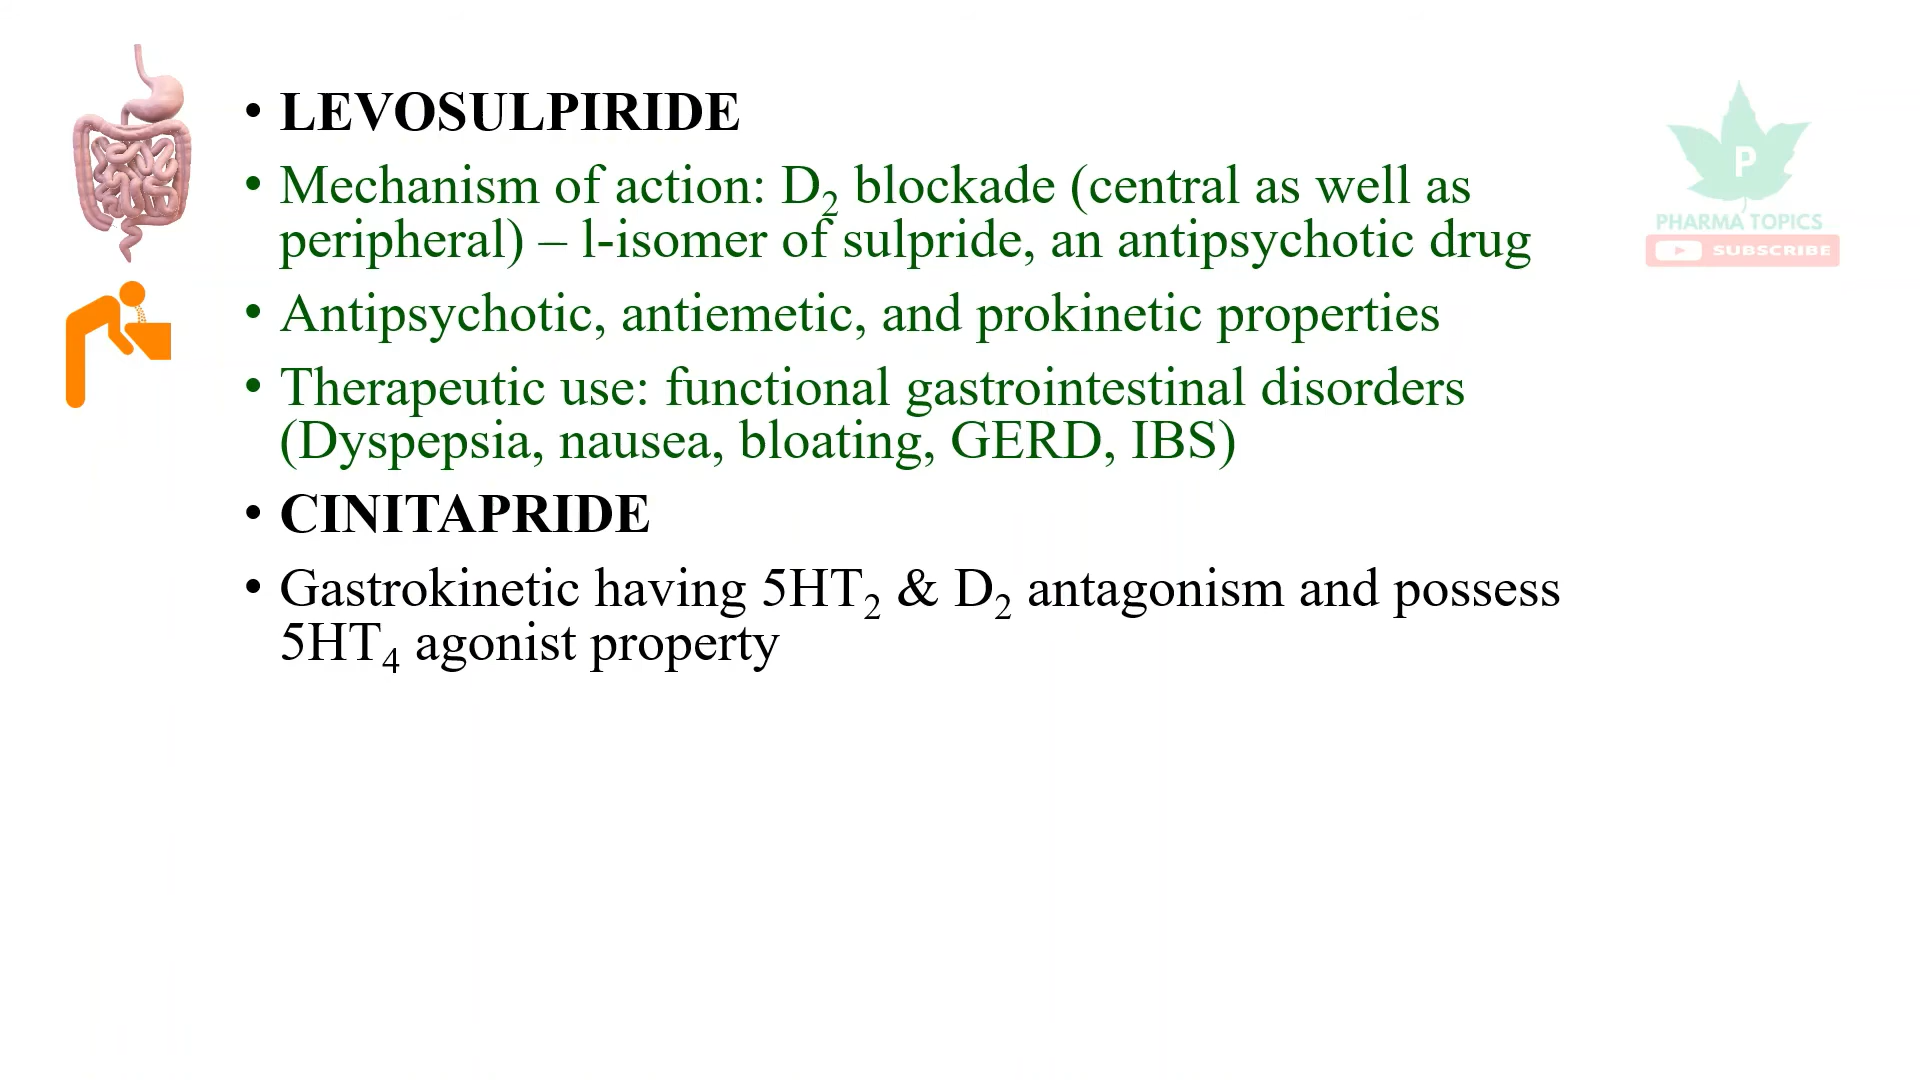 • LEVOSULPIRIDE
• Mechanism of action: D₂ blockade (central as well as
peripheral) – l-isomer of sulpride, an antipsychotic drug
• Antipsychotic, antiemetic, and prokinetic properties
• Therapeutic use: functional gastrointestinal disorders
(Dyspepsia, nausea, bloating, GERD, IBS)
• CINITAPRIDE
• Gastrokinetic having 5HT₂ & D₂ antagonism and possess
5HT₄ agonist property
P
PHARMA TOPICS
SUBSCRIBE